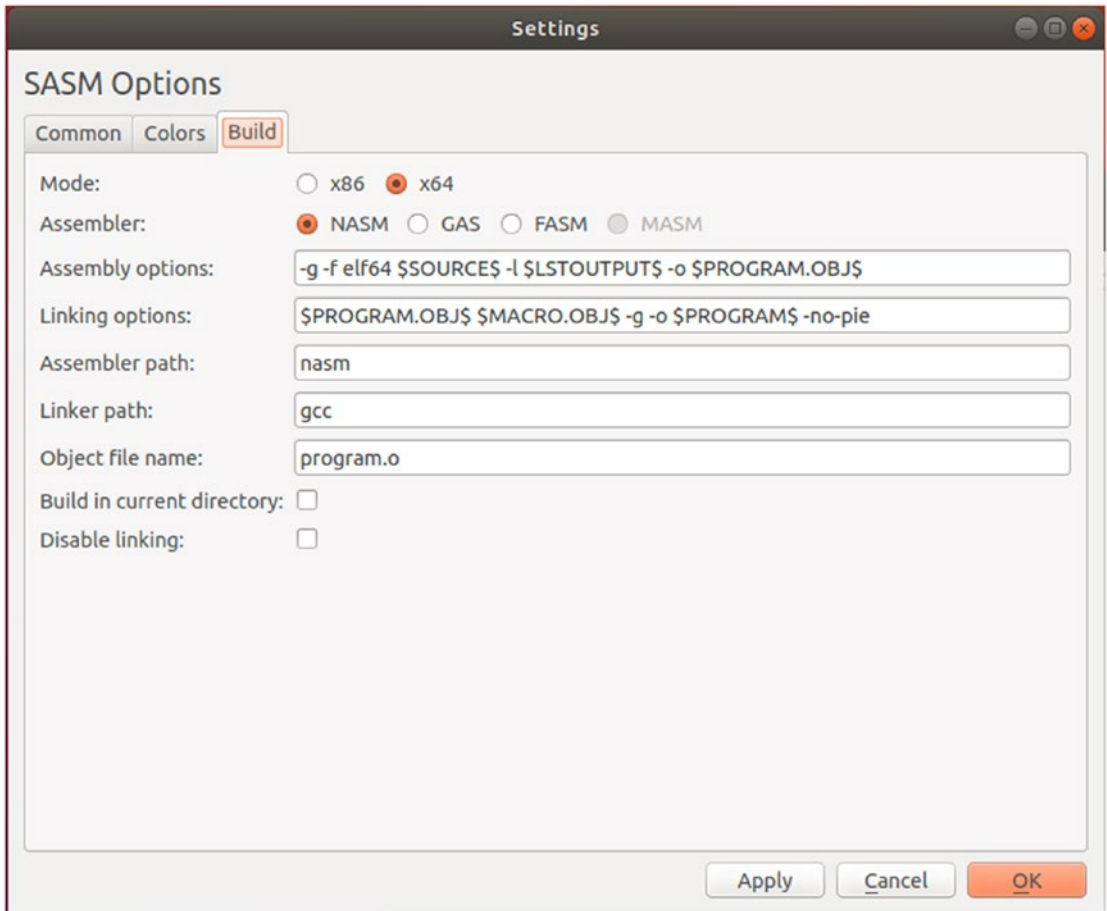 Settings
SASM Options
Common Colors Build
Mode: x86 x64
Assembler: NASM GAS FASM MASM
Assembly options: -g -f elf64 $SOURCE$ -l $LSTOUTPUT$ -o $PROGRAM.OBJ$
Linking options: $PROGRAM.OBJ$ $MACRO.OBJ$ -g -o $PROGRAM$ -no-pie
Assembler path: nasm
Linker path: gcc
Object file name: program.o
Build in current directory:
Disable linking:
Apply Cancel OK